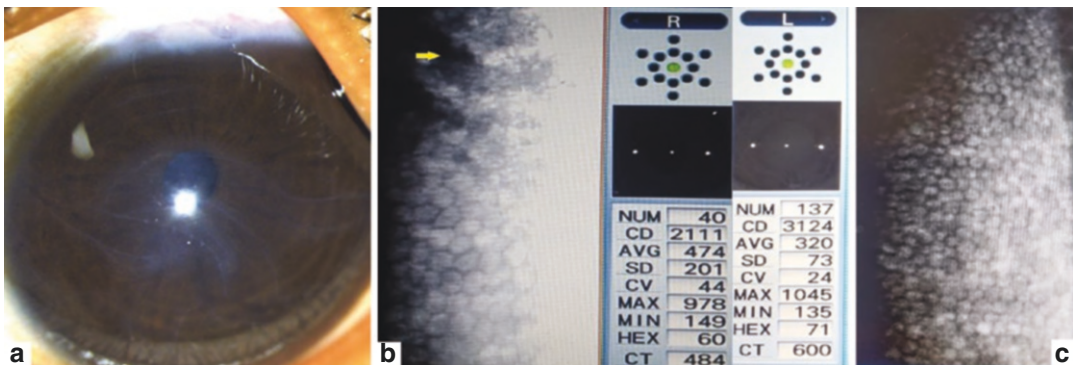 R
NUM 40
CD 2111
AVG 474
SD 201
CV 44
MAX 978
MIN 149
HEX 60
CT 484
L
NUM 137
CD 3124
AVG 320
SD 73
CV 24
MAX 1045
MIN 135
HEX 71
CT 600
a
b
c